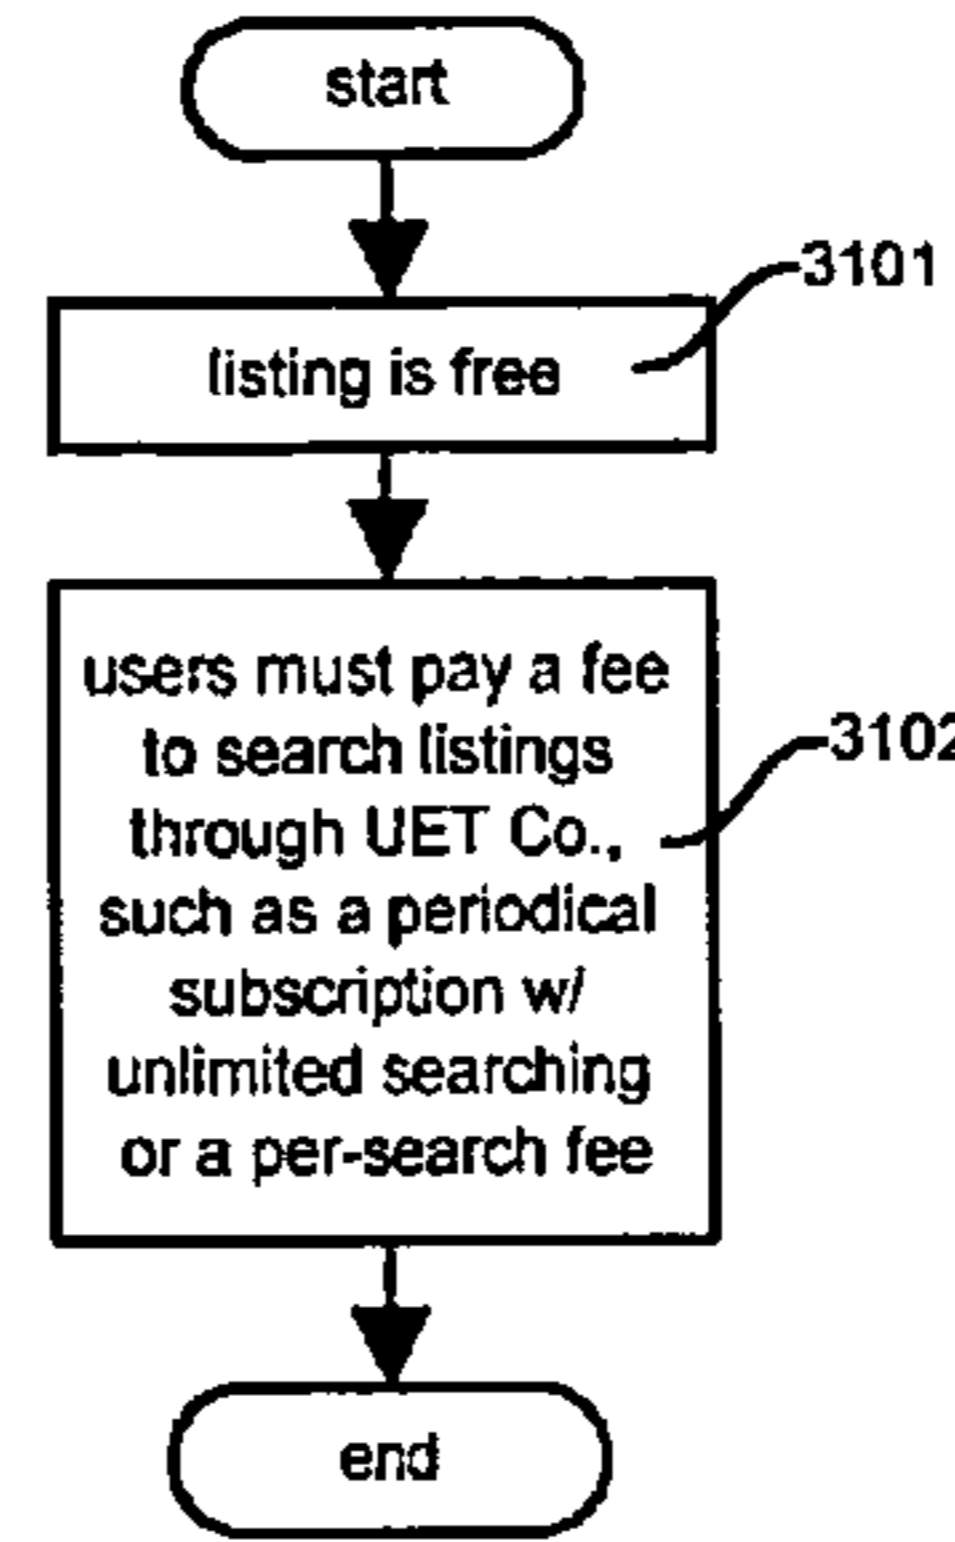 start
3101
listing is free
users must pay a fee
to search listings
3102
through UET Co.,
such as a periodical
subscription w/
unlimited searching
or a per-search fee
end